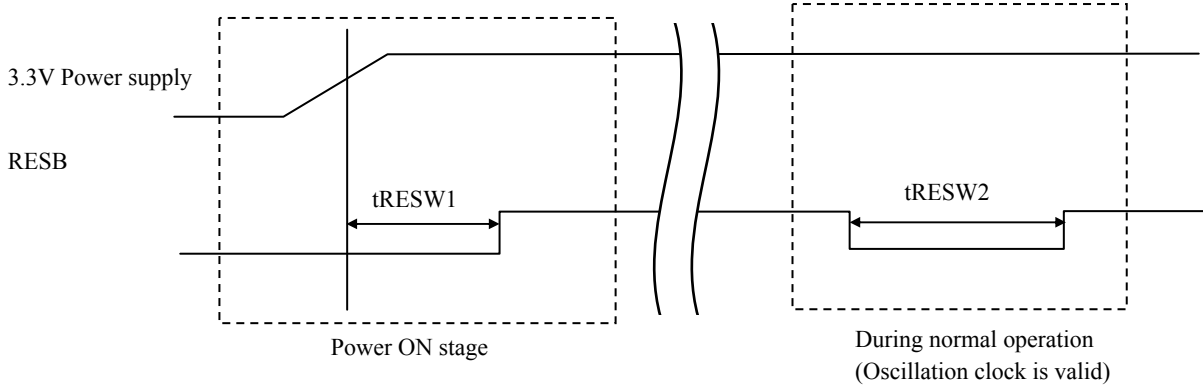 3.3V Power supply
RESB
tRESW1
tRESW2
Power ON stage
During normal operation
(Oscillation clock is valid)